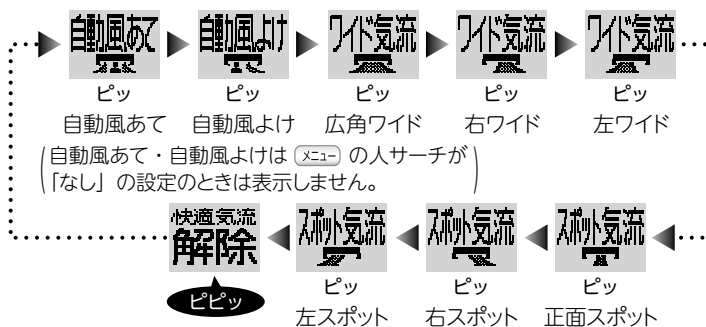 自動風あて 自動風よけ ワイド気流 ワイド気流 ワイド気流
ピッ ピッ ピッ ピッ ピッ
自動風あて 自動風よけ 広角ワイド 右ワイド 左ワイド
(自動風あて・自動風よけは メニュー の人サーチが
「なし」の設定のときは表示しません。)
快適気流 スポット気流 スポット気流 スポット気流
解除
ピピッ ピッ ピッ ピッ
左スポット 右スポット 正面スポット